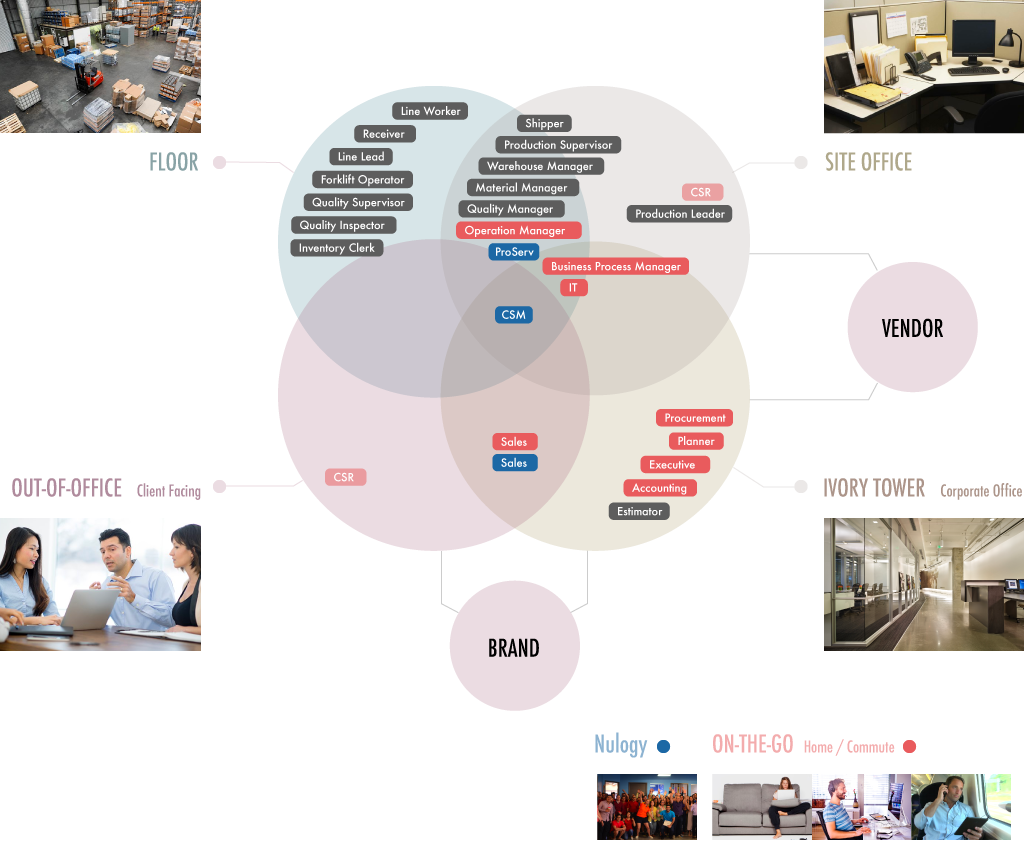 Line Worker
Receiver
Line Lead
Forklift Operator
Quality Supervisor
Quality Inspector
Inventory Clerk
Shipper
Production Supervisor
Warehouse Manager
Material Manager
Quality Manager
Operation Manager
ProServ
Business Process Manager
IT
CSM
CSR
Production Leader
FLOOR
SITE OFFICE
VENDOR
Procurement
Planner
Executive
Accounting
Estimator
Sales
Sales
CSR
OUT-OF-OFFICE Client Facing
IVORY TOWER Corporate Office
BRAND
Nulogy
ON-THE-GO Home / Commute